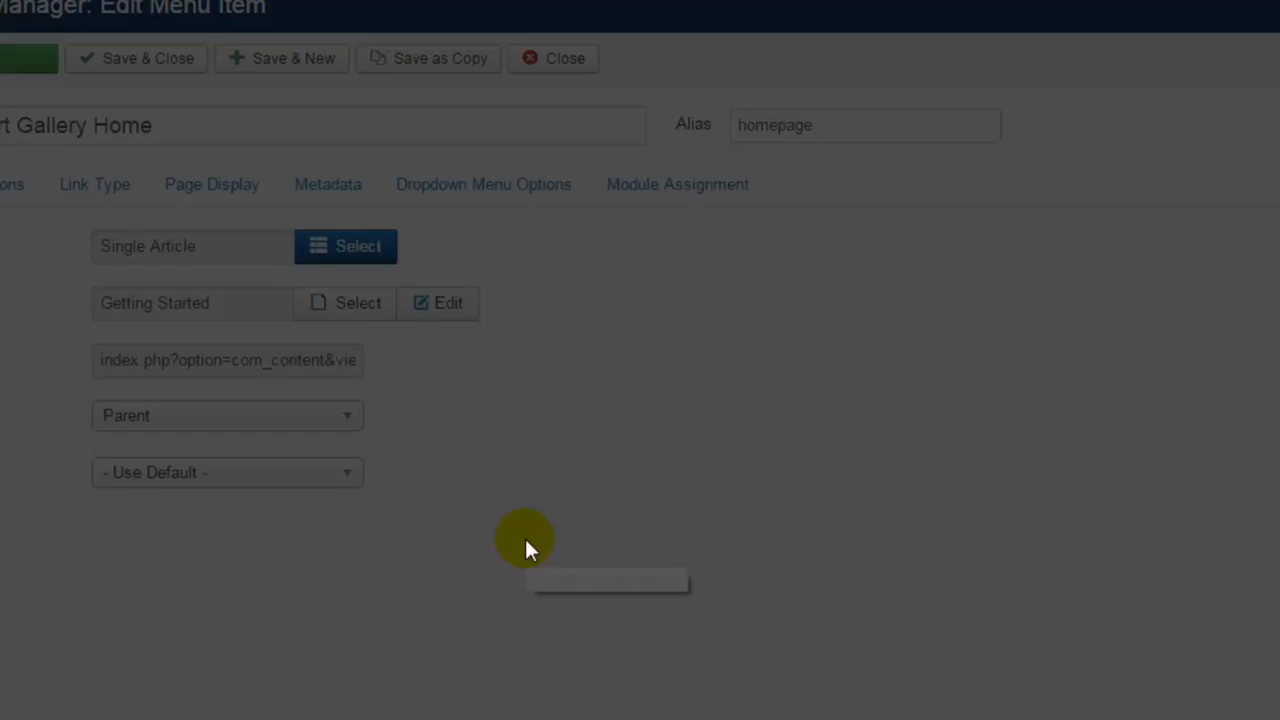 Manager: Edit Menu Item
Save & Close
Save & New
Save as Copy
Close
rt Gallery Home
Alias
homepage
ons
Link Type
Page Display
Metadata
Dropdown Menu Options
Module Assignment
Single Article
Select
Getting Started
Select
Edit
index.php?option=com_content&vie
Parent
- Use Default -